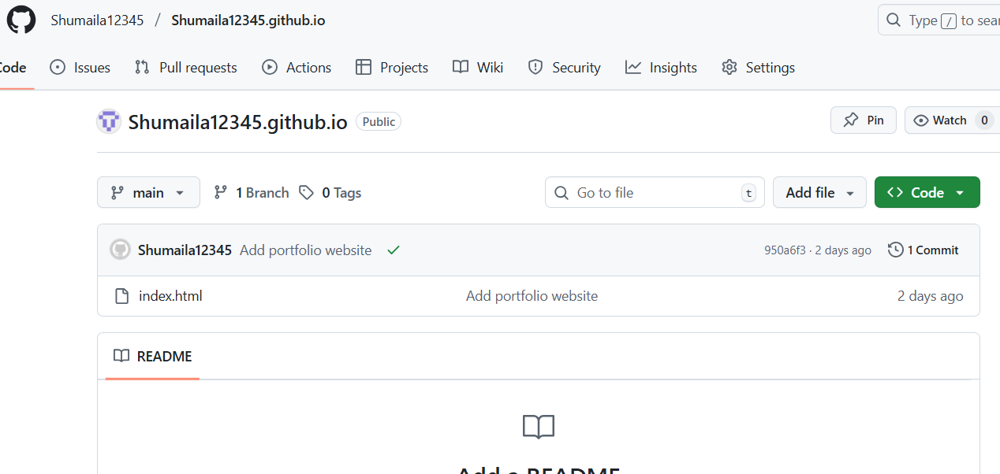 Shumaila12345 / Shumaila12345.github.io Type / to sear
Code Issues Pull requests Actions Projects Wiki Security Insights Settings
Shumaila12345.github.io Public Pin Watch 0
main 1 Branch 0 Tags Go to file t Add file <> Code
Shumaila12345 Add portfolio website 950a6f3 · 2 days ago 1 Commit
index.html Add portfolio website 2 days ago
README
Add a README